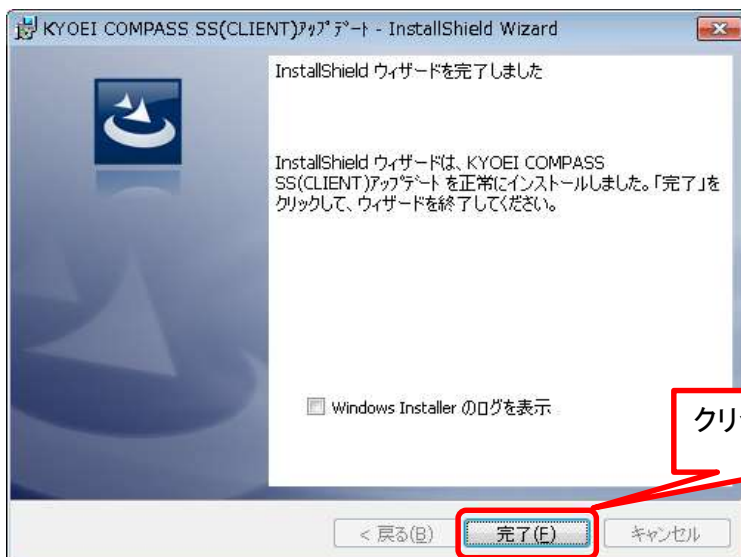 KYOEI COMPASS SS(CLIENT)ｱｯﾌﾟﾃﾞｰﾄ - InstallShield Wizard
InstallShield ウィザードを完了しました
InstallShield ウィザードは、KYOEI COMPASS
SS(CLIENT)ｱｯﾌﾟﾃﾞｰﾄ を正常にインストールしました。「完了」を
クリックして、ウィザードを終了してください。
Windows Installer のログを表示
クリ
< 戻る(B)
完了(F)
キャンセル